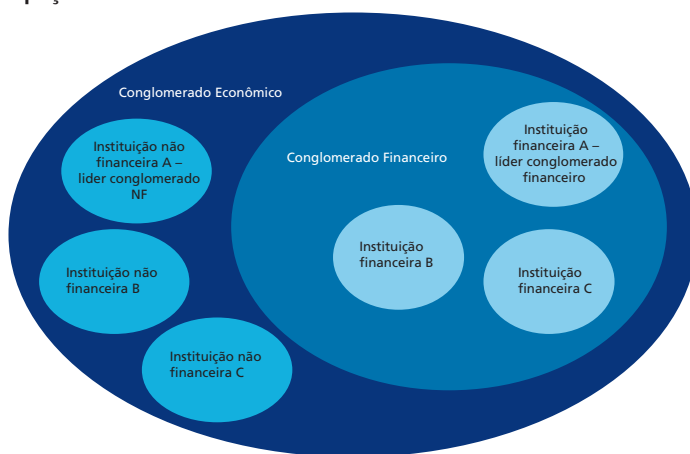 Conglomerado Econômico
Instituição não
financeira A –
líder conglomerado
NF
Conglomerado Financeiro
Instituição
financeira A –
líder conglomerado
financeiro
Instituição
financeira B
Instituição não
financeira B
Instituição
financeira C
Instituição não
financeira C